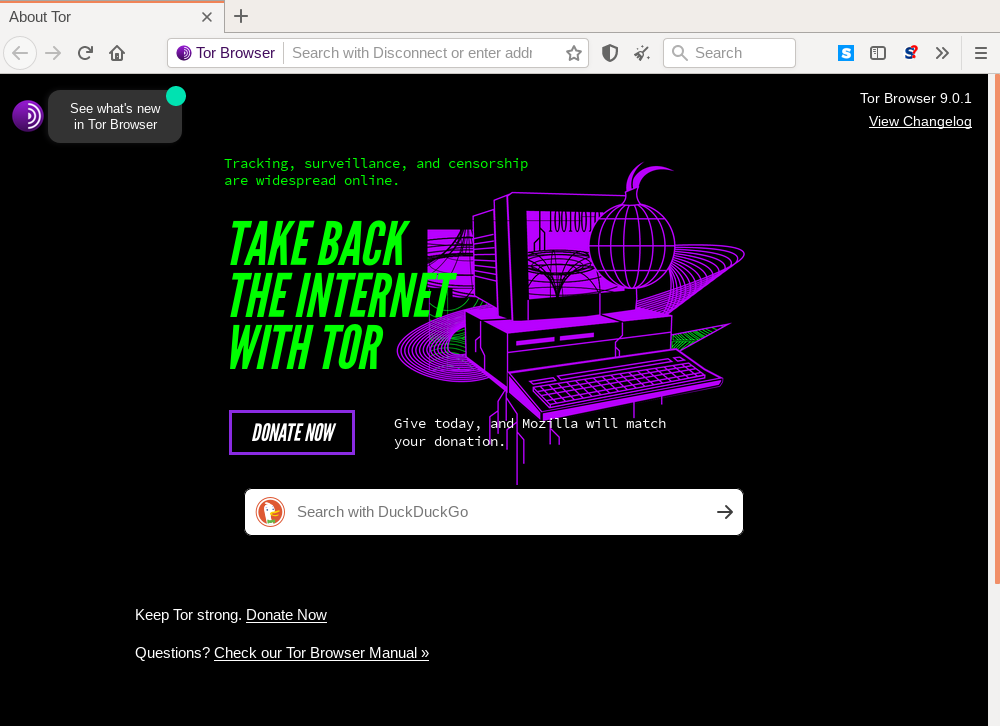 About Tor
Tor Browser
Search with Disconnect or enter addr
Search
See what's new
in Tor Browser
Tor Browser 9.0.1
View Changelog
Tracking, surveillance, and censorship
are widespread online.
TAKE BACK
THE INTERNET
WITH TOR
DONATE NOW
Give today, and Mozilla will match
your donation.
Search with DuckDuckGo
Keep Tor strong. Donate Now
Questions? Check our Tor Browser Manual »